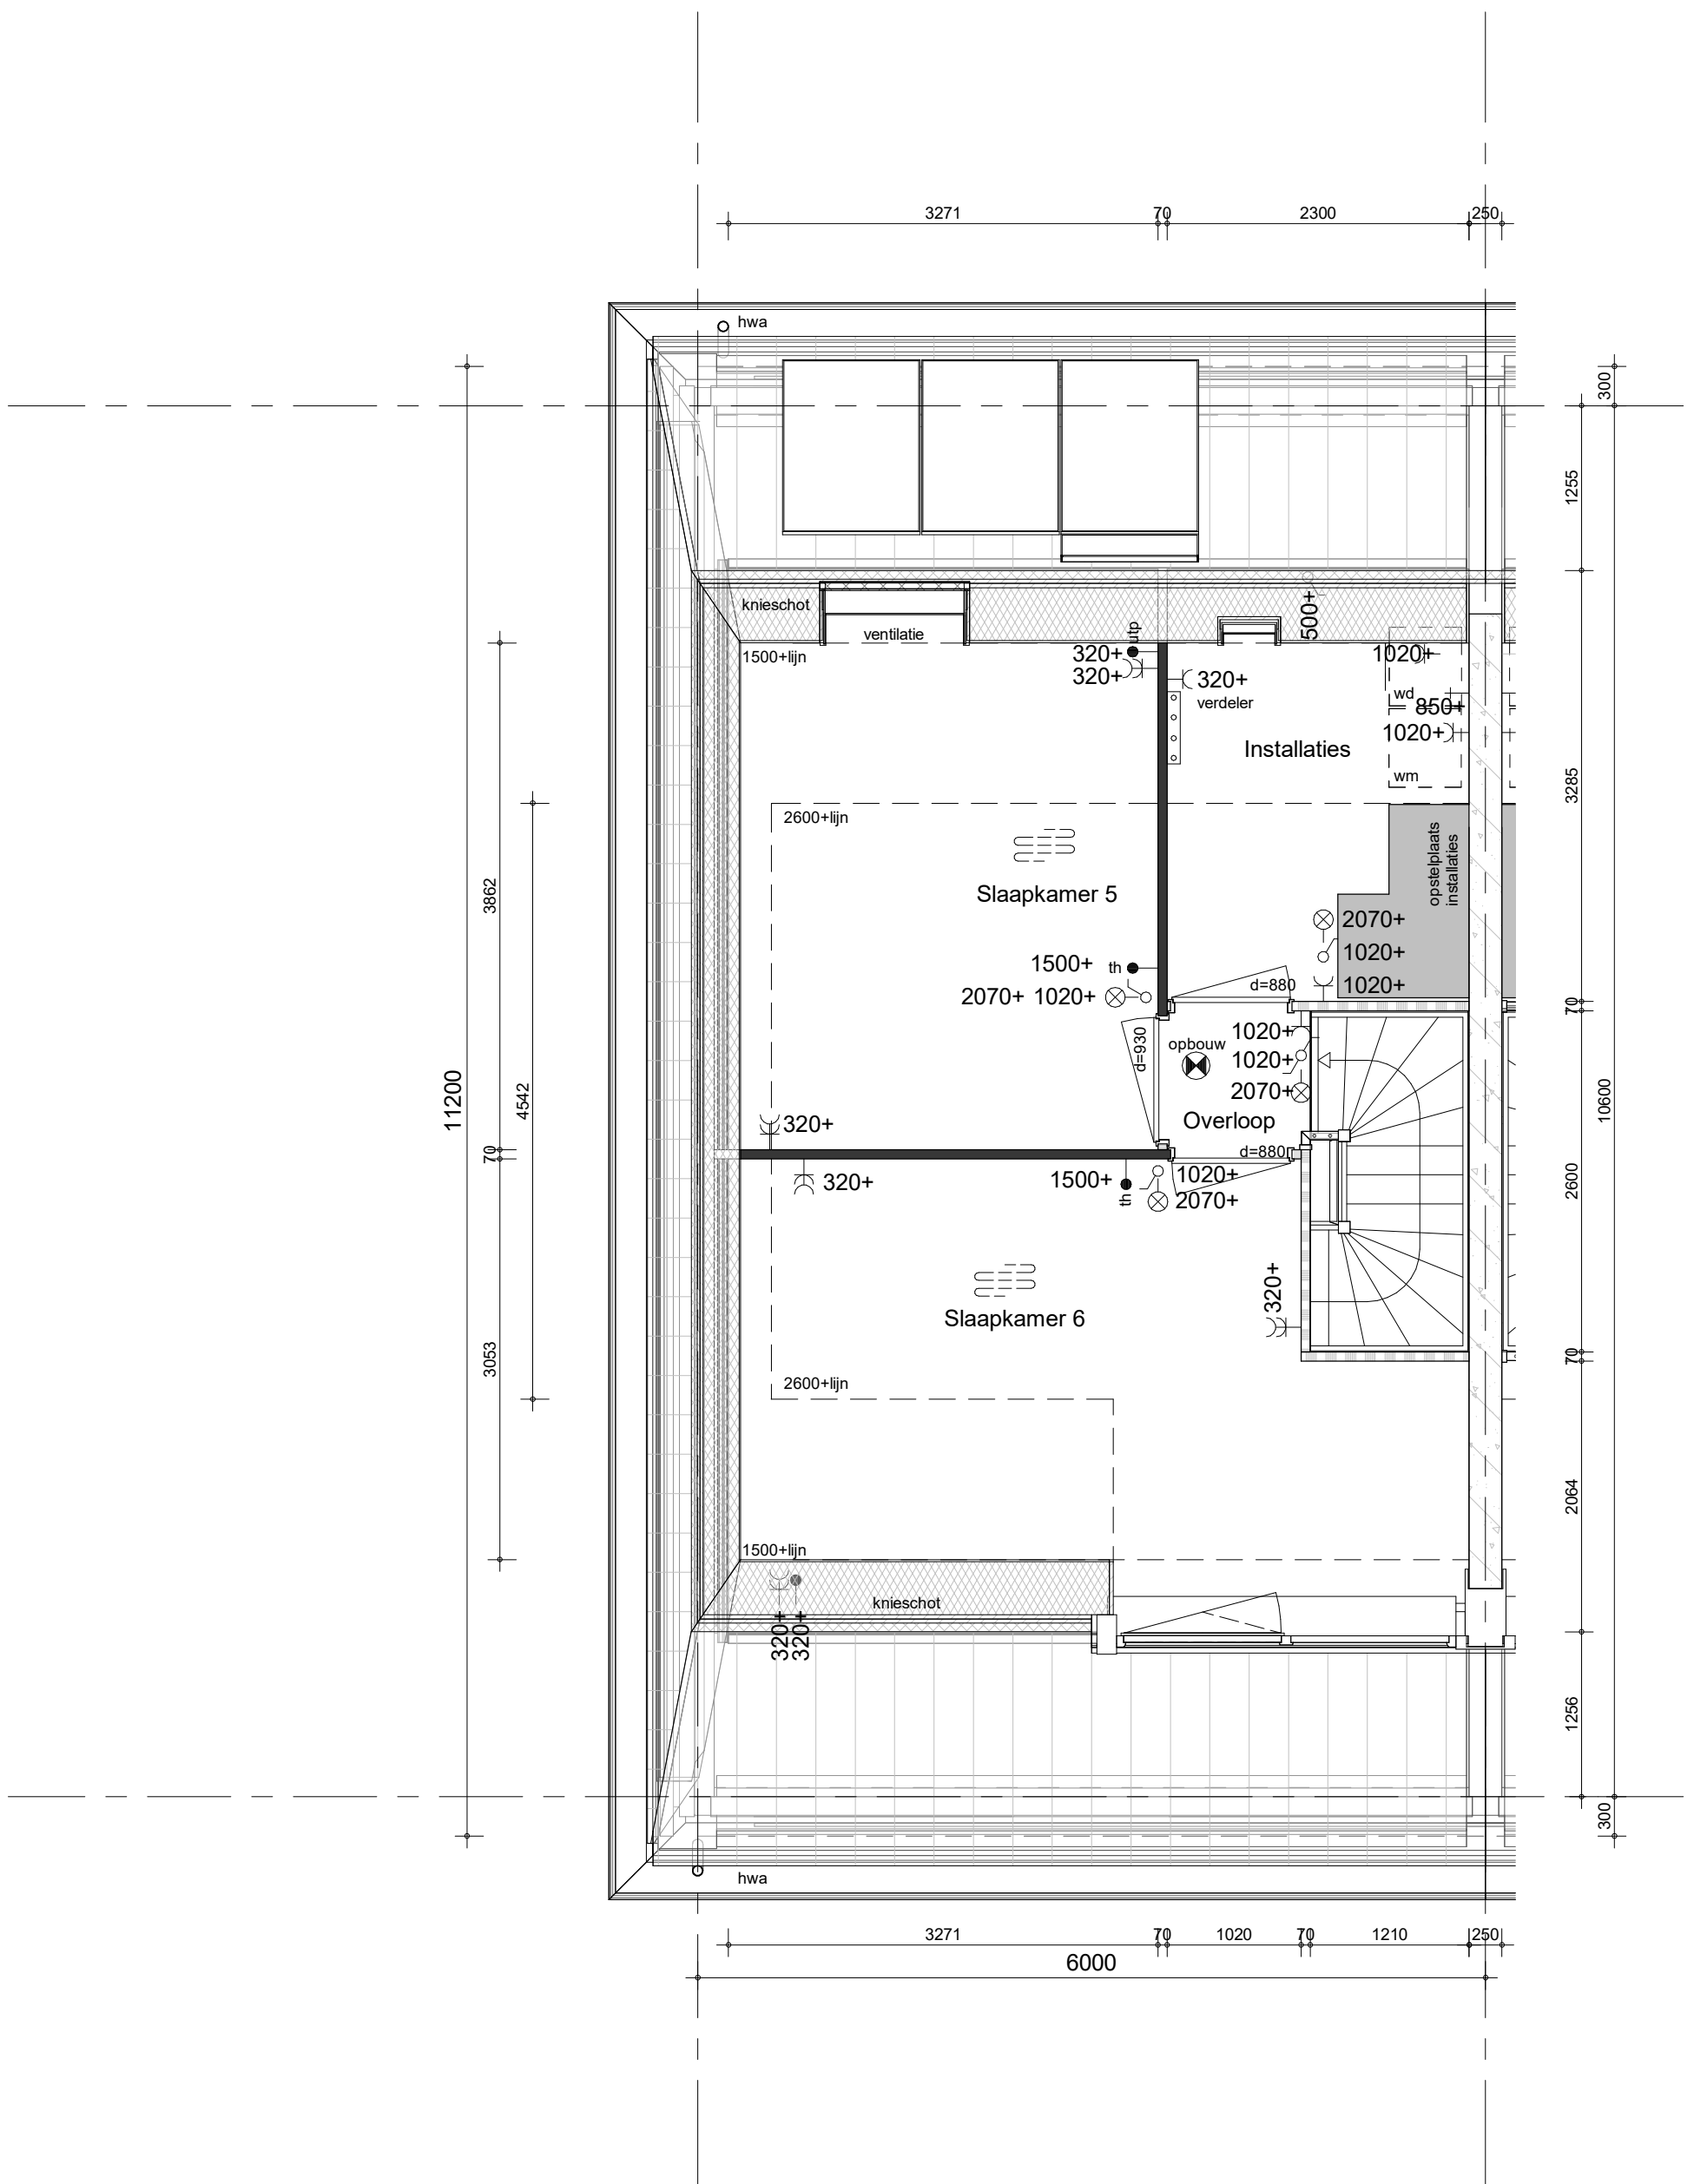 3271 70 2300 250
hwa
300
1255
knieschot
ventilatie
500+
utp
1500+lijn
320+
320+
320+
verdeler
1020+
wd
850+
1020+
Installaties
wm
3285
2600+lijn
opstelplaats
installaties
3862
Slaapkamer 5
2070+
1020+
1020+
1500+ th
2070+ 1020+
d=880
70
d=930
opbouw
1020+
1020+
2070+
Overloop
11200
4542
10600
320+
d=880
70
320+
1500+
th
1020+
2070+
2600
320+
Slaapkamer 6
3053
70
2600+lijn
2064
1500+lijn
knieschot
320+
320+
1256
300
hwa
3271 70 1020 70 1210 250
6000